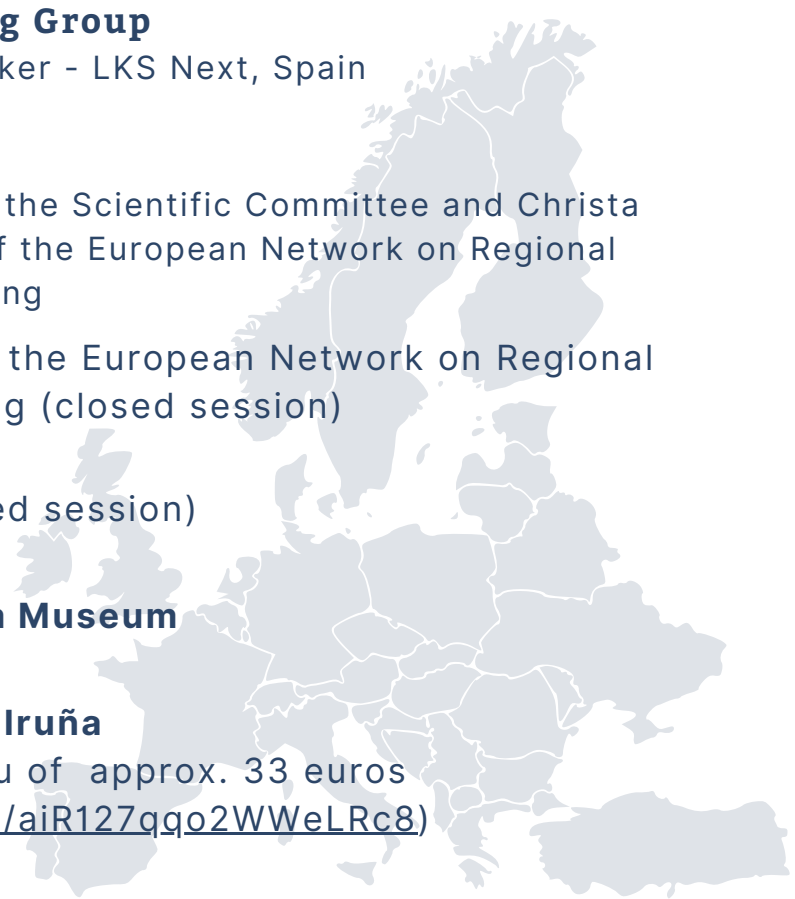 g Group
ker - LKS Next, Spain
the Scientific Committee and Christa
f the European Network on Regional
ng
the European Network on Regional
g (closed session)
ed session)
Museum
Iruña
u of approx. 33 euros
/aiR127qqo2WWeLRc8)